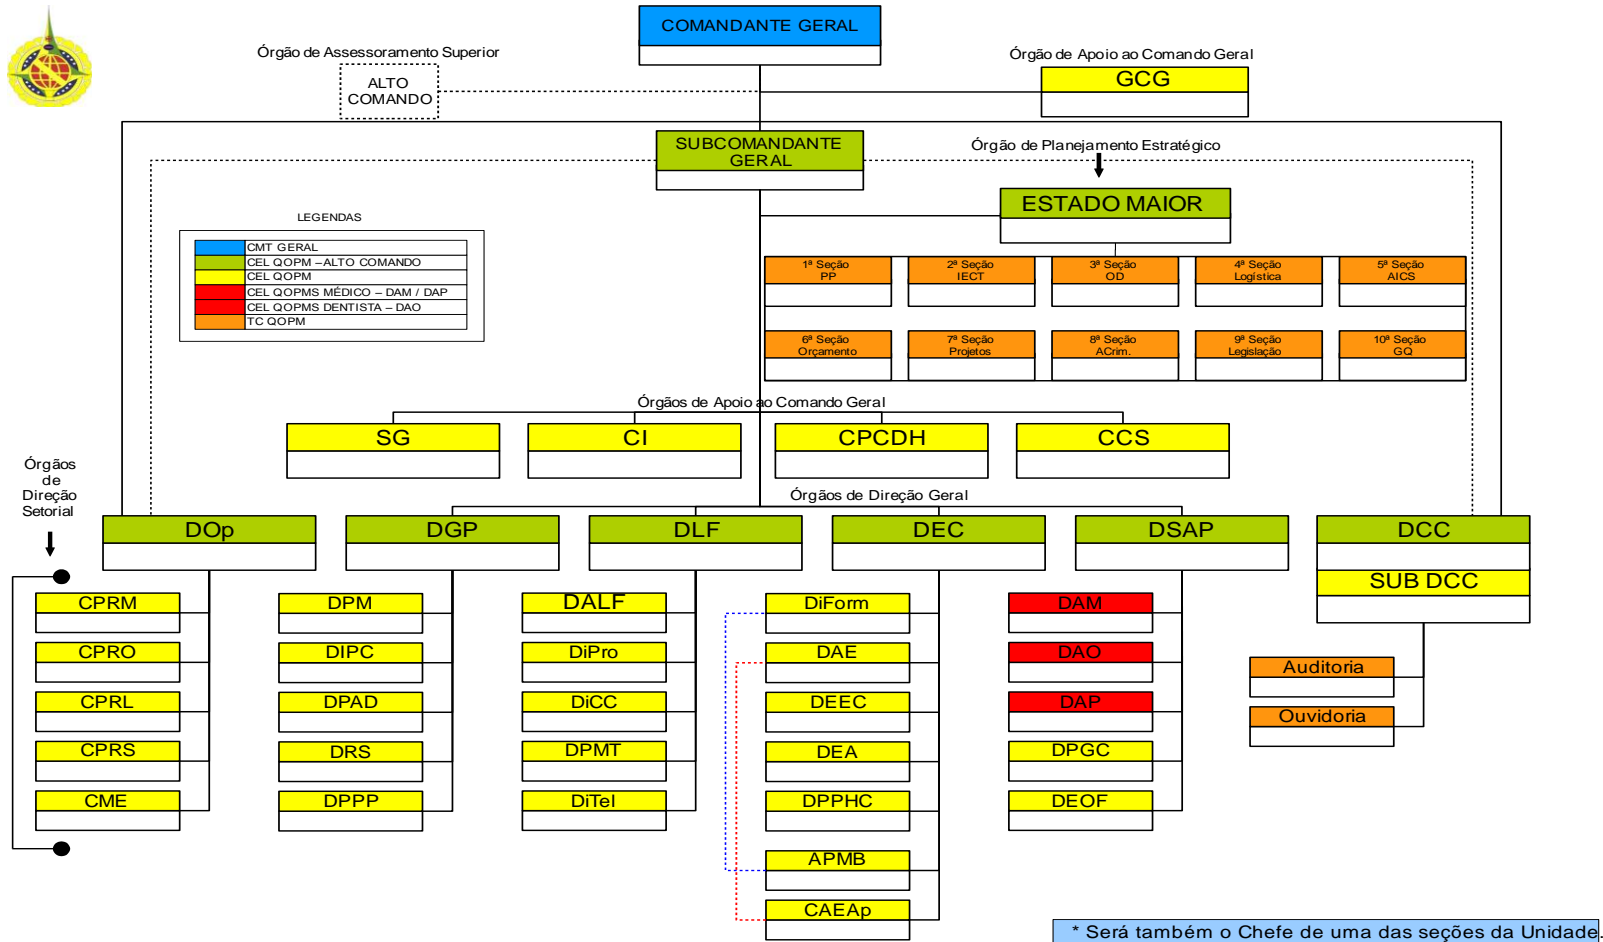 COMANDANTE GERAL
Órgão de Assessoramento Superior
ALTO
COMANDO
Órgão de Apoio ao Comando Geral
GCG
SUBCOMANDANTE
GERAL
Órgão de Planejamento Estratégico
ESTADO MAIOR
LEGENDAS
CMT GERAL
CEL QOPM –ALTO COMANDO
CEL QOPM
CEL QOPMS MÉDICO – DAM / DAP
CEL QOPMS DENTISTA – DAO
TC QOPM
1ª Seção
PP
2ª Seção
IECT
3ª Seção
OD
4ª Seção
Logística
5ª Seção
AICS
6ª Seção
Orçamento
7ª Seção
Projetos
8ª Seção
ACrim.
9ª Seção
Legislação
10ª Seção
GQ
Órgãos de Apoio ao Comando Geral
SG
CI
CPCDH
CCS
Órgãos
de
Direção
Setorial
Órgãos de Direção Geral
DOp
DGP
DLF
DEC
DSAP
DCC
SUB DCC
CPRM
CPRO
CPRL
CPRS
CME
DPM
DIPC
DPAD
DRS
DPPP
DALF
DiPro
DiCC
DPMT
DiTel
DiForm
DAE
DEEC
DEA
DPPHC
APMB
CAEAp
DAM
DAO
DAP
DPGC
DEOF
Auditoria
Ouvidoria
* Será também o Chefe de uma das seções da Unidade.